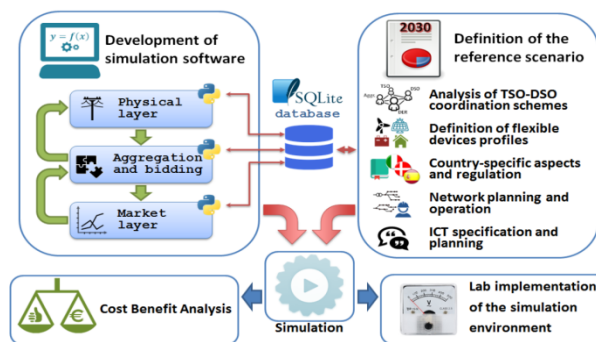 y = f(x)
Development of
simulation software
Physical
layer
Aggregation
and bidding
Market
layer
SQLite
database
2030
Definition of the
reference scenario
TSO
DSO
Analysis of TSO-DSO
coordination schemes
Definition of flexible
devices profiles
Country-specific aspects
and regulation
Network planning and
operation
ICT specification and
planning
Cost Benefit Analysis
€
Simulation
V
Lab implementation
of the simulation
environment